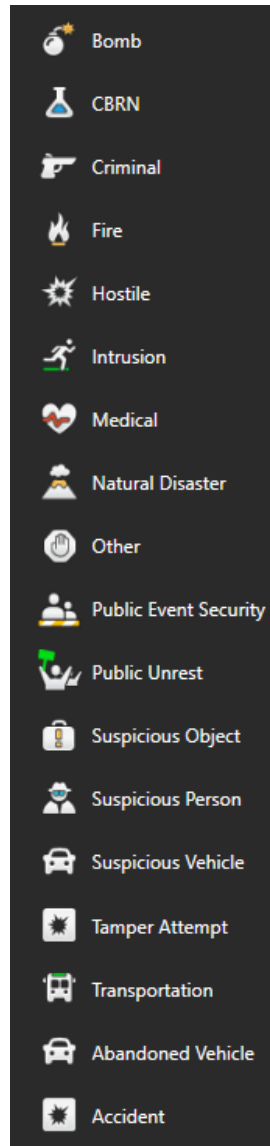 Bomb
CBRN
Criminal
Fire
Hostile
Intrusion
Medical
Natural Disaster
Other
Public Event Security
Public Unrest
Suspicious Object
Suspicious Person
Suspicious Vehicle
Tamper Attempt
Transportation
Abandoned Vehicle
Accident